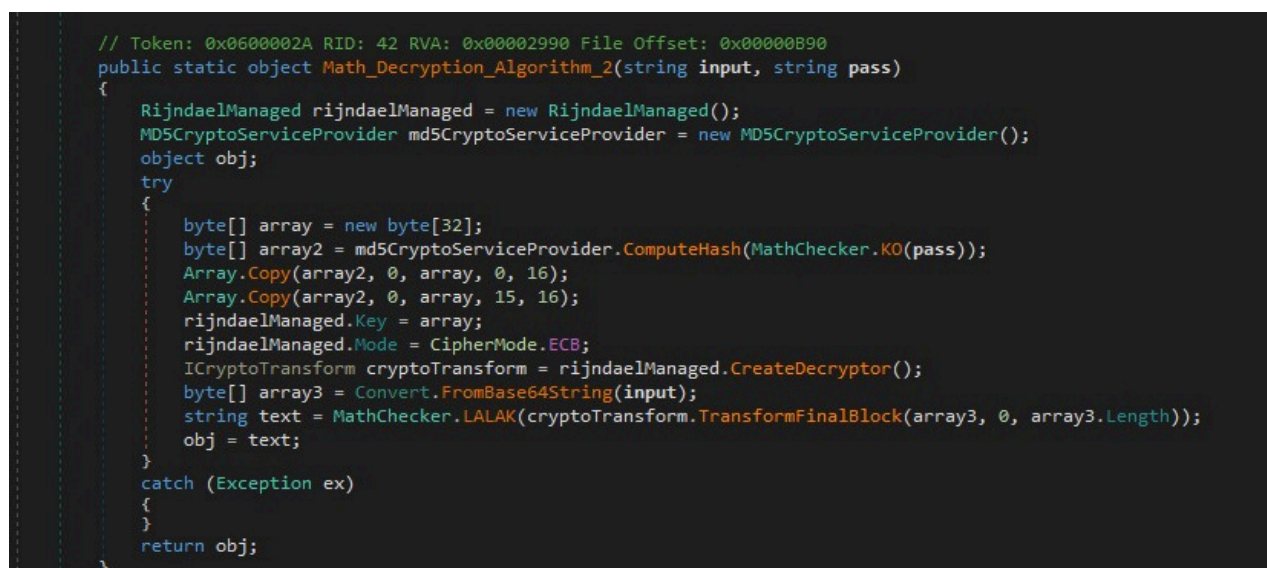 // Token: 0x0600002A RID: 42 RVA: 0x00002990 File Offset: 0x00000B90
public static object Math_Decryption_Algorithm_2(string input, string pass)
{
RijndaelManaged rijndaelManaged = new RijndaelManaged();
MD5CryptoServiceProvider md5CryptoServiceProvider = new MD5CryptoServiceProvider();
object obj;
try
{
byte[] array = new byte[32];
byte[] array2 = md5CryptoServiceProvider.ComputeHash(MathChecker.KO(pass));
Array.Copy(array2, 0, array, 0, 16);
Array.Copy(array2, 0, array, 15, 16);
rijndaelManaged.Key = array;
rijndaelManaged.Mode = CipherMode.ECB;
ICryptoTransform cryptoTransform = rijndaelManaged.CreateDecryptor();
byte[] array3 = Convert.FromBase64String(input);
string text = MathChecker.LALAK(cryptoTransform.TransformFinalBlock(array3, 0, array3.Length));
obj = text;
}
catch (Exception ex)
{
}
return obj;
}